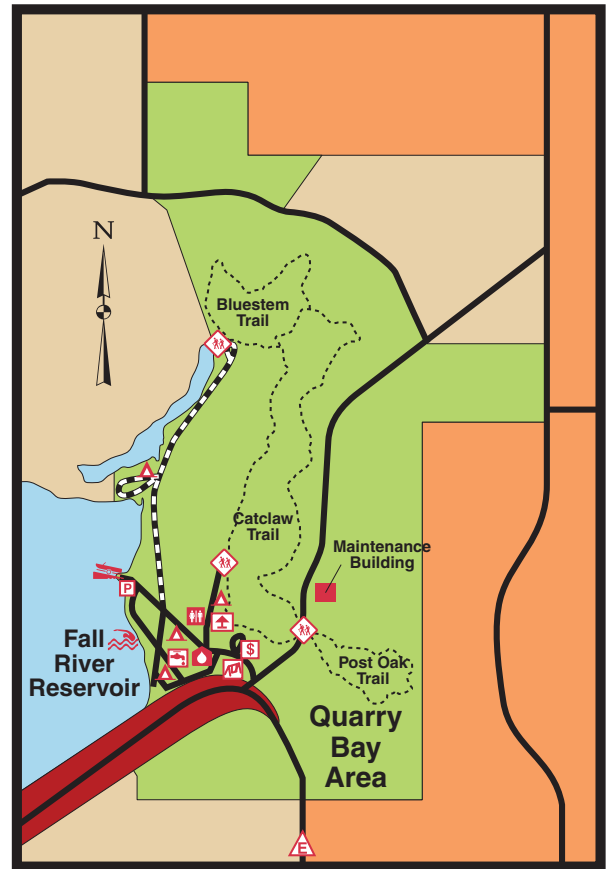 N
Bluestem
Trail
Catclaw
Trail
Maintenance
Building
P
Fall
River
Reservoir
$
Post Oak
Trail
Quarry
Bay
Area
E